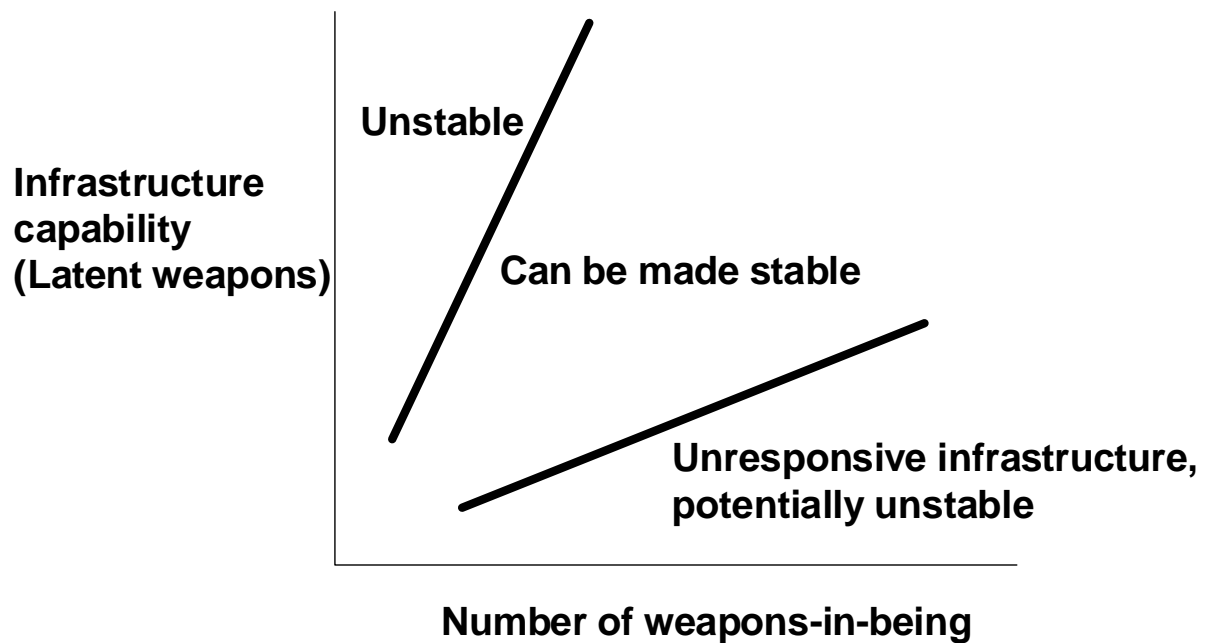 Unstable
Infrastructure
capability
(Latent weapons)
Can be made stable
Unresponsive infrastructure,
potentially unstable
Number of weapons-in-being